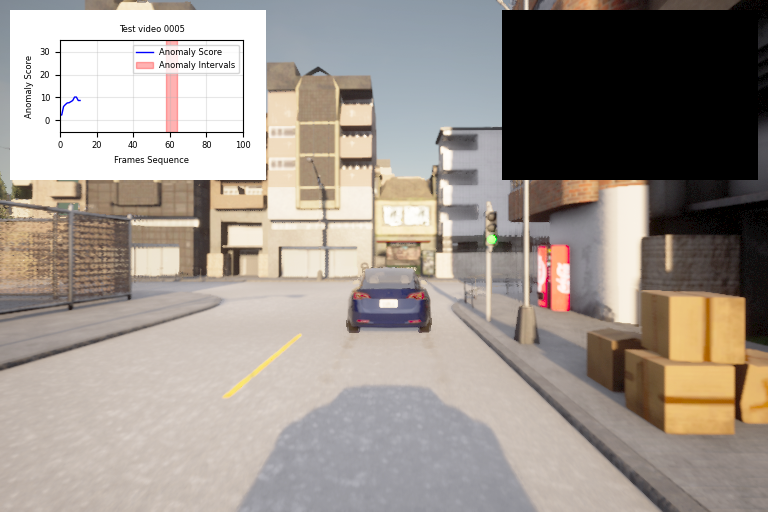 Test video 0005
Anomaly Score
30
20
10
0
Anomaly Score
Anomaly Intervals
0 20 40 60 80 100
Frames Sequence